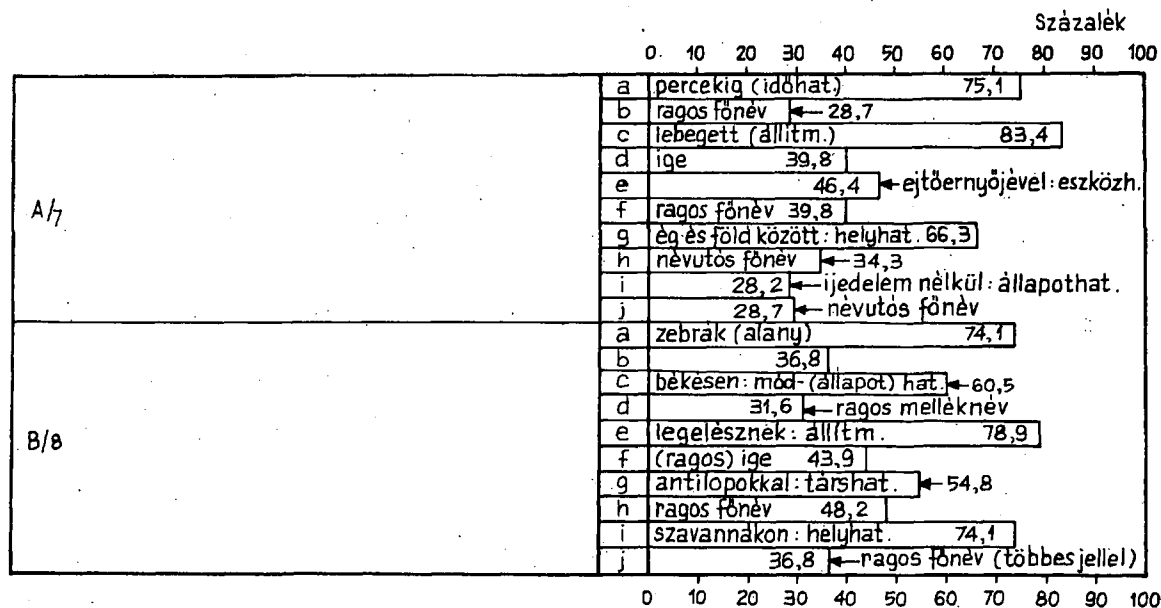 Százalék
0 10 20 30 40 50 60 70 80 90 100
A/7
a percekig (időhat.) 75,1
b ragos főnév 28,7
c lebegett (állítm.) 83,4
d ige 39,8
e 46,4 ejtőernyőjével: eszközh.
f ragos főnév 39,8
g ég és föld között: helyhat. 66,3
h névutós főnév 34,3
i 28,2 ijedelem nélkül: állapothat.
j 28,7 névutós főnév
B/8
a zebrák (alany) 74,1
b 36,8
c békésen: mód-(állapot) hat. 60,5
d 31,6 ragos melléknév
e legelésznek: állítm. 78,9
f (ragos) ige 43,9
g antilopokkal: társhat. 54,8
h ragos főnév 48,2
i szavannákon: helyhat. 74,1
j 36,8 ragos főnév (többesjellel)
0 10 20 30 40 50 60 70 80 90 100